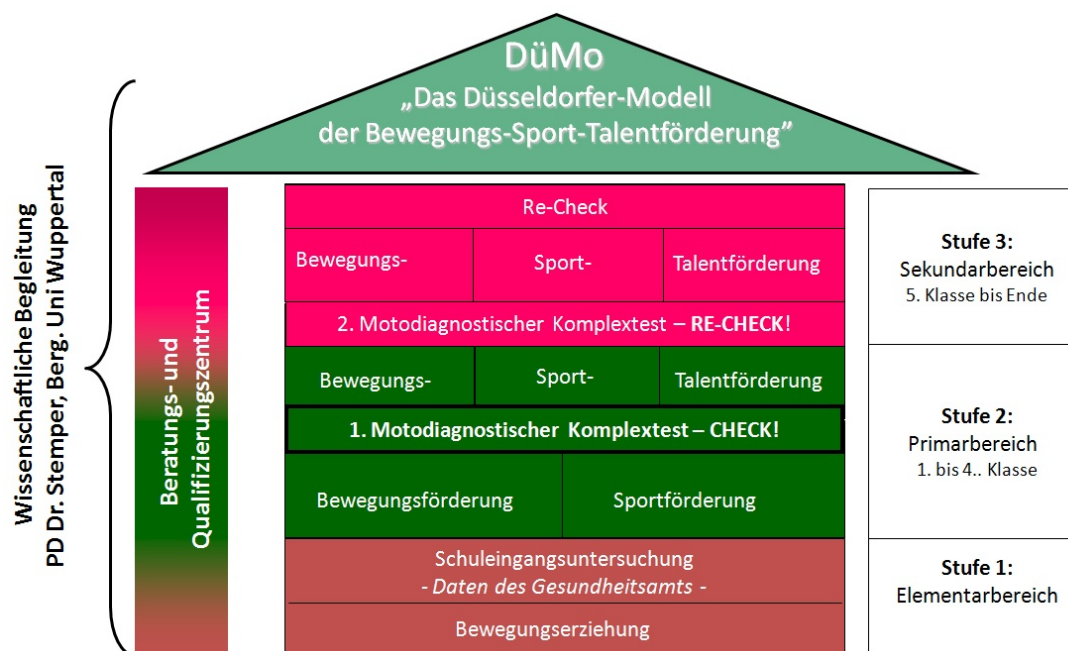 DüMo
„Das Düsseldorfer-Modell
der Bewegungs-Sport-Talentförderung”
Wissenschaftliche Begleitung
PD Dr. Stemper, Berg. Uni Wuppertal
Beratungs- und
Qualifizierungszentrum
Re-Check
Bewegungs-
Sport-
Talentförderung
2. Motodiagnostischer Komplextest – RE-CHECK!
Bewegungs-
Sport-
Talentförderung
1. Motodiagnostischer Komplextest – CHECK!
Bewegungsförderung
Sportförderung
Schuleingangsuntersuchung
- Daten des Gesundheitsamts -
Bewegungserziehung
Stufe 3:
Sekundarbereich
5. Klasse bis Ende
Stufe 2:
Primarbereich
1. bis 4.. Klasse
Stufe 1:
Elementarbereich